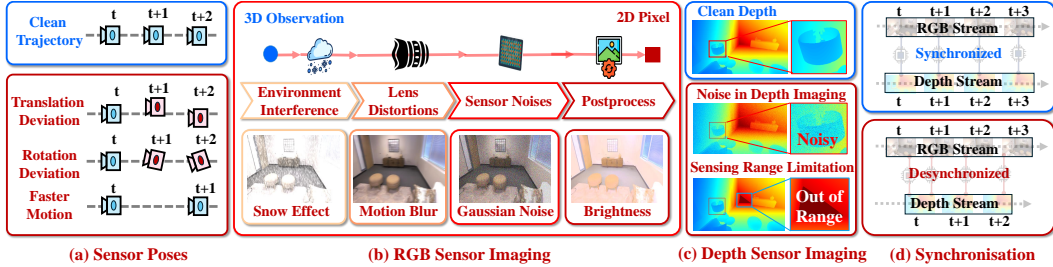 t t+1 t+2
Clean
Trajectory
Translation
Deviation
t t+1 t+2
Rotation
Deviation
t t+1 t+2
Faster
Motion
t t+1
(a) Sensor Poses
3D Observation
2D Pixel
Environment
Interference
Lens
Distortions
Sensor Noises
Postprocess
Snow Effect
Motion Blur
Gaussian Noise
Brightness
(b) RGB Sensor Imaging
Clean Depth
Noise in Depth Imaging
Noisy
Sensing Range Limitation
Out of
Range
(c) Depth Sensor Imaging
t t+1 t+2 t+3
RGB Stream
Synchronized
Depth Stream
t t+1 t+2 t+3
t t+1 t+2 t+3
RGB Stream
Desynchronized
Depth Stream
t t+1 t+2
(d) Synchronisation